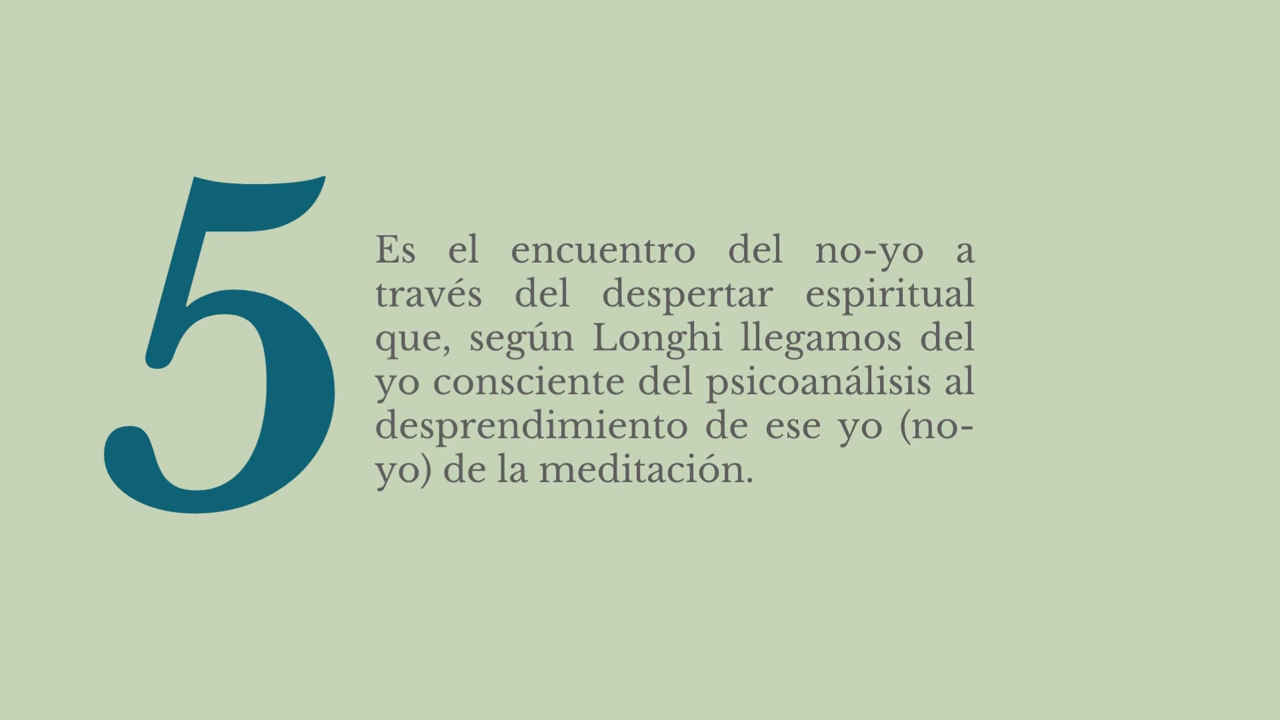 5
Es el encuentro del no-yo a
través del despertar espiritual
que, según Longhi llegamos del
yo consciente del psicoanálisis al
desprendimiento de ese yo (no-
yo) de la meditación.